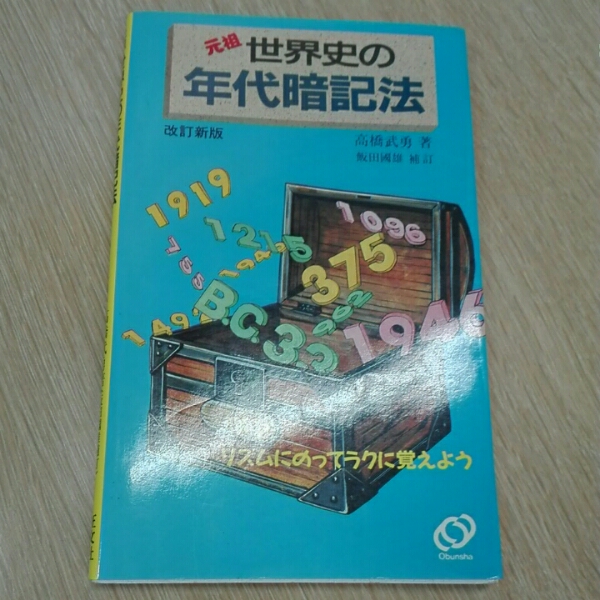 元祖
世界史の
年代暗記法
改訂新版
高橋武勇 著
飯田國雄 補訂
1919
1096
1215
375
962
B.C.
1946
リズムにのってラクに覚えよう
Obunsha